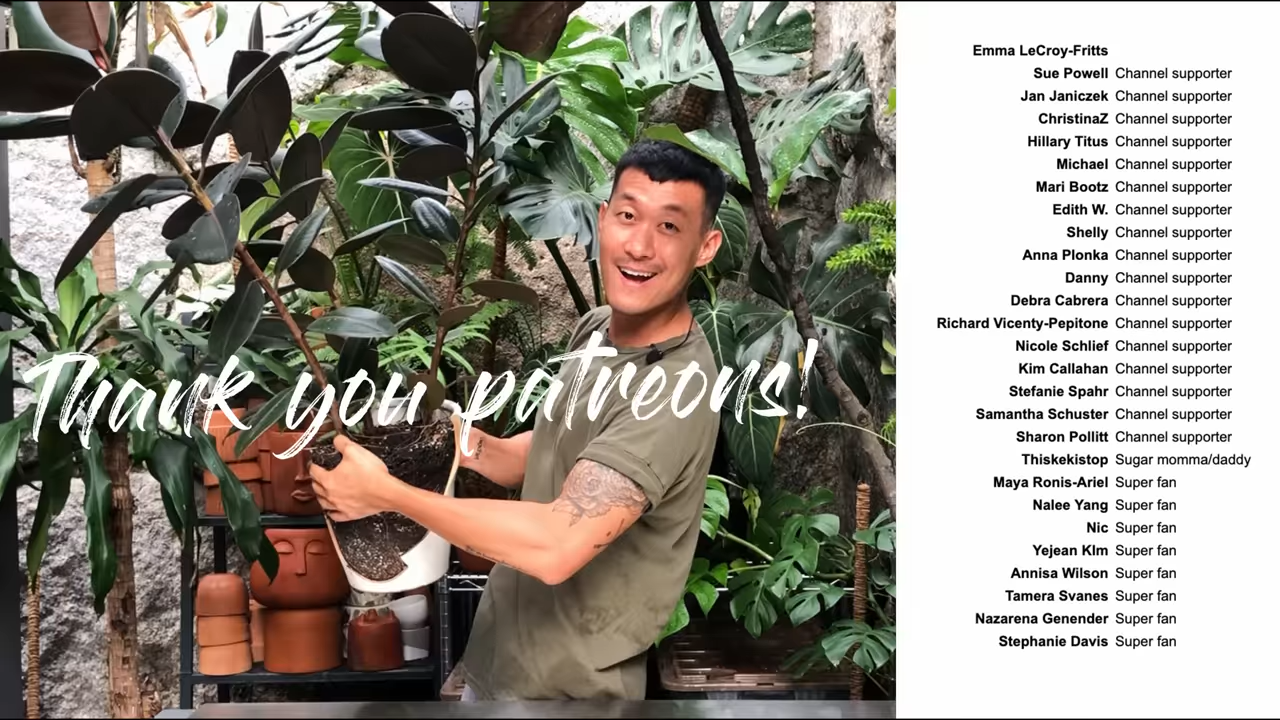 Thank you patreons!
Emma LeCroy-Fritts
Sue Powell Channel supporter
Jan Janiczek Channel supporter
ChristinaZ Channel supporter
Hillary Titus Channel supporter
Michael Channel supporter
Mari Bootz Channel supporter
Edith W. Channel supporter
Shelly Channel supporter
Anna Plonka Channel supporter
Danny Channel supporter
Debra Cabrera Channel supporter
Richard Vicenty-Pepitone Channel supporter
Nicole Schlief Channel supporter
Kim Callahan Channel supporter
Stefanie Spahr Channel supporter
Samantha Schuster Channel supporter
Sharon Pollitt Channel supporter
Thiskekistop Sugar momma/daddy
Maya Ronis-Ariel Super fan
Nalee Yang Super fan
Nic Super fan
Yejean KIm Super fan
Annisa Wilson Super fan
Tamera Svanes Super fan
Nazarena Genender Super fan
Stephanie Davis Super fan